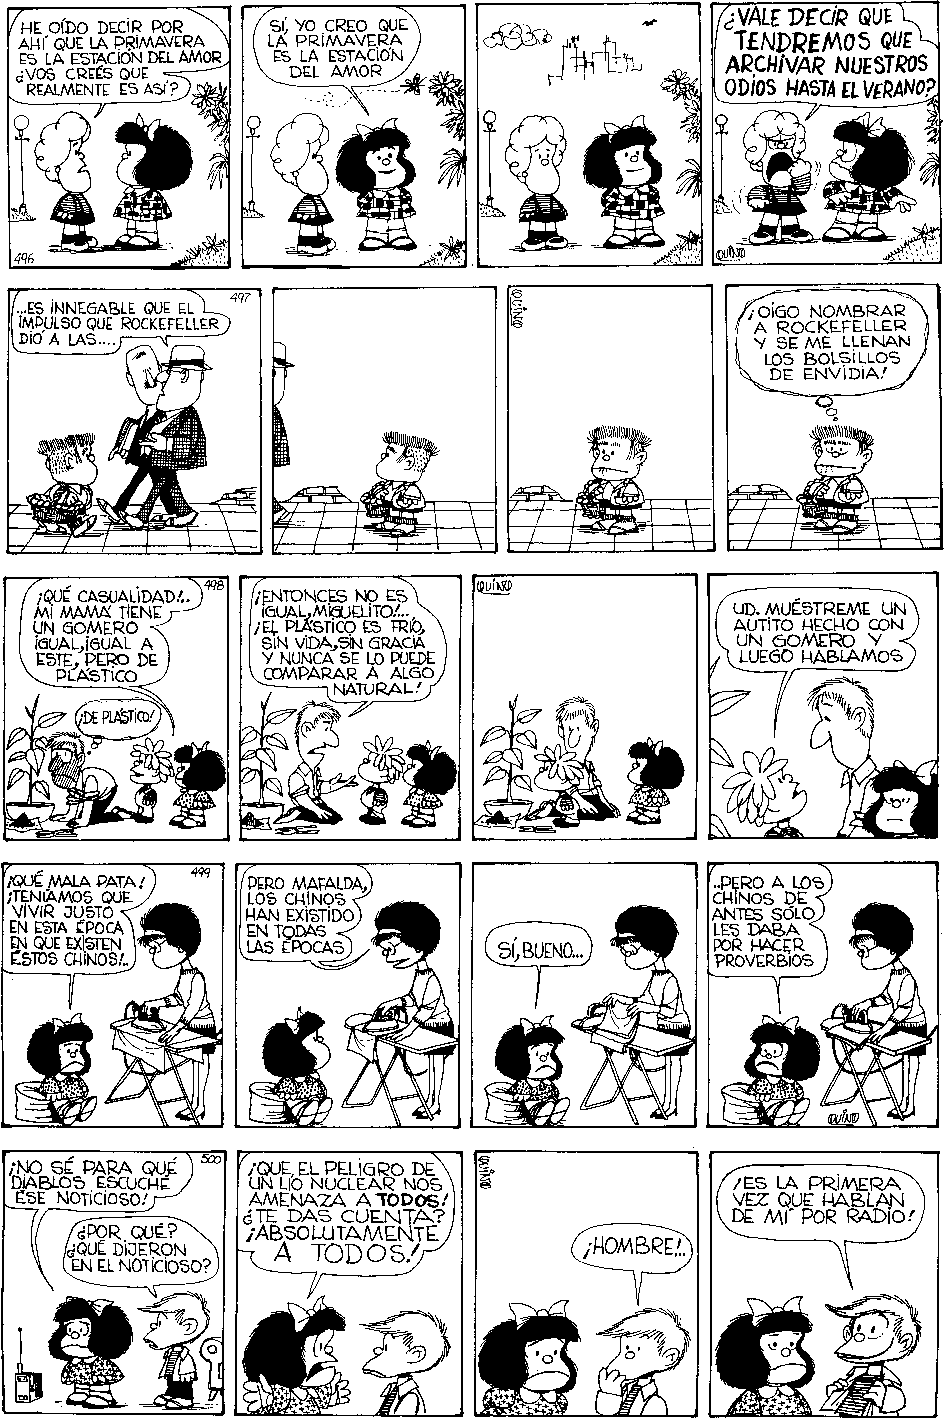 HE OÍDO DECIR POR
AHÍ QUE LA PRIMAVERA
ES LA ESTACIÓN DEL AMOR
¿VOS CREÉS QUE
REALMENTE ES ASÍ?
496
SÍ, YO CREO QUE
LA PRIMAVERA
ES LA ESTACIÓN
DEL AMOR
¿VALE DECIR QUE
TENDREMOS QUE
ARCHIVAR NUESTROS
ODIOS HASTA EL VERANO?
QUINO
497
...ES INNEGABLE QUE EL
IMPULSO QUE ROCKEFELLER
DIÓ A LAS....
QUINO
¡OIGO NOMBRAR
A ROCKEFELLER
Y SE ME LLENAN
LOS BOLSILLOS
DE ENVIDIA!
498
¡QUÉ CASUALIDAD!..
MI MAMÁ TIENE
UN GOMERO
IGUAL, IGUAL A
ESTE, PERO DE
PLÁSTICO
¡DE PLÁSTICO!
¡ENTONCES NO ES
IGUAL, MIGUELITO!...
¡EL PLÁSTICO ES FRÍO,
SIN VIDA, SIN GRACIA
Y NUNCA SE LO PUEDE
COMPARAR A ALGO
NATURAL!
QUINO
UD. MUÉSTREME UN
AUTITO HECHO CON
UN GOMERO Y
LUEGO HABLAMOS
499
¡QUÉ MALA PATA!
¡TENÍAMOS QUE
VIVIR JUSTO
EN ESTA ÉPOCA
EN QUE EXISTEN
ÉSTOS CHINOS!..
PERO MAFALDA,
LOS CHINOS
HAN EXISTIDO
EN TODAS
LAS ÉPOCAS
SÍ, BUENO...
..PERO A LOS
CHINOS DE
ANTES SÓLO
LES DABA
POR HACER
PROVERBIOS
QUINO
500
¡NO SÉ PARA QUÉ
DIABLOS ESCUCHÉ
ESE NOTICIOSO!
¿POR QUÉ?
¿QUÉ DIJERON
EN EL NOTICIOSO?
¡QUE EL PELIGRO DE
UN LÍO NUCLEAR NOS
AMENAZA A TODOS!
¿TE DAS CUENTA?
¡ABSOLUTAMENTE
A TODOS!
QUINO
¡HOMBRE!..
¡ES LA PRIMERA
VEZ QUE HABLAN
DE MÍ POR RADIO!